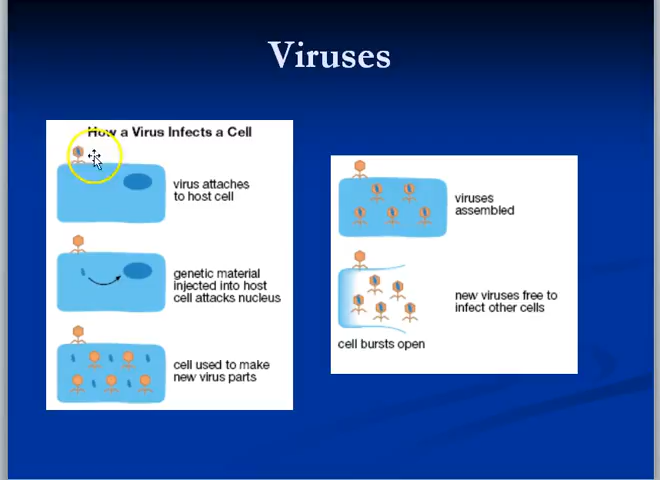 Viruses
How a Virus Infects a Cell
virus attaches
to host cell
genetic material
injected into host
cell attacks nucleus
cell used to make
new virus parts
viruses
assembled
new viruses free to
infect other cells
cell bursts open